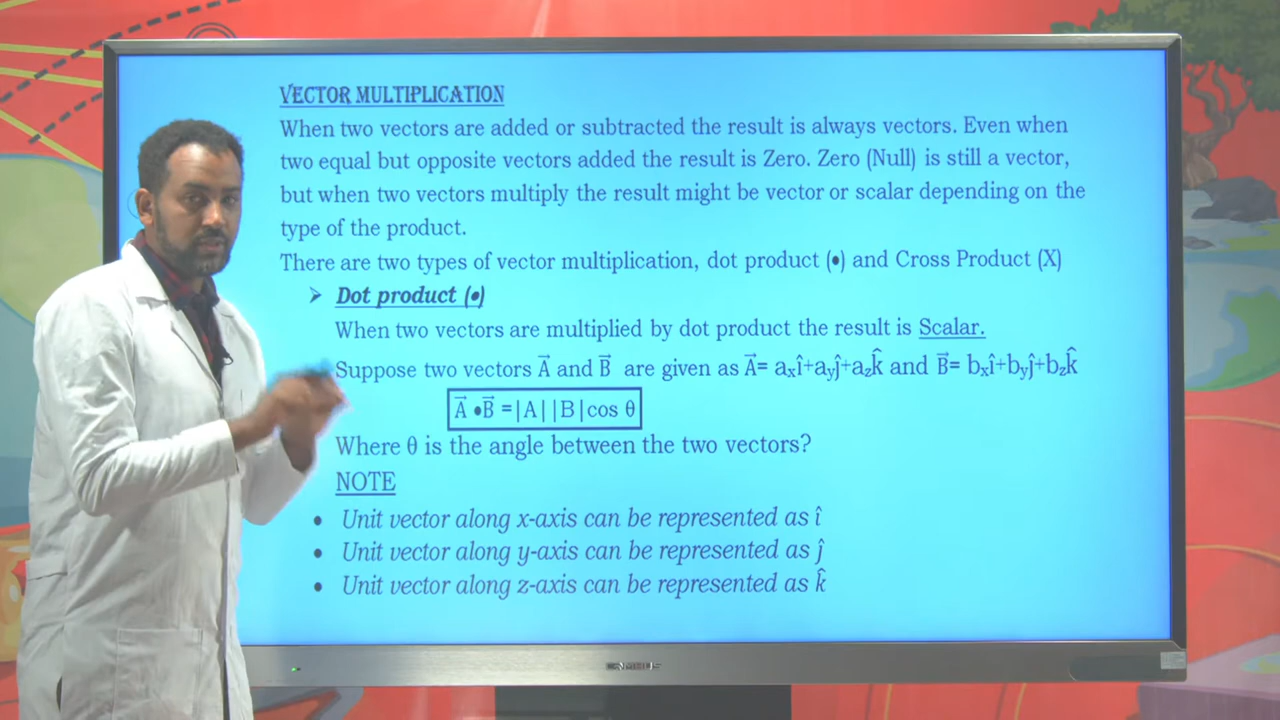 VECTOR MULTIPLICATION
When two vectors are added or subtracted the result is always vectors. Even when
two equal but opposite vectors added the result is Zero. Zero (Null) is still a vector,
but when two vectors multiply the result might be vector or scalar depending on the
type of the product.
There are two types of vector multiplication, dot product (•) and Cross Product (X)
➢ Dot product (•)
When two vectors are multiplied by dot product the result is Scalar.
Suppose two vectors A⃗ and B⃗ are given as A⃗= aₓî+aᵧĵ+a_zk̂ and B⃗= bₓî+bᵧĵ+b_zk̂
A⃗ •B⃗ =|A||B|cos θ
Where θ is the angle between the two vectors?
NOTE
• Unit vector along x-axis can be represented as î
• Unit vector along y-axis can be represented as ĵ
• Unit vector along z-axis can be represented as k̂